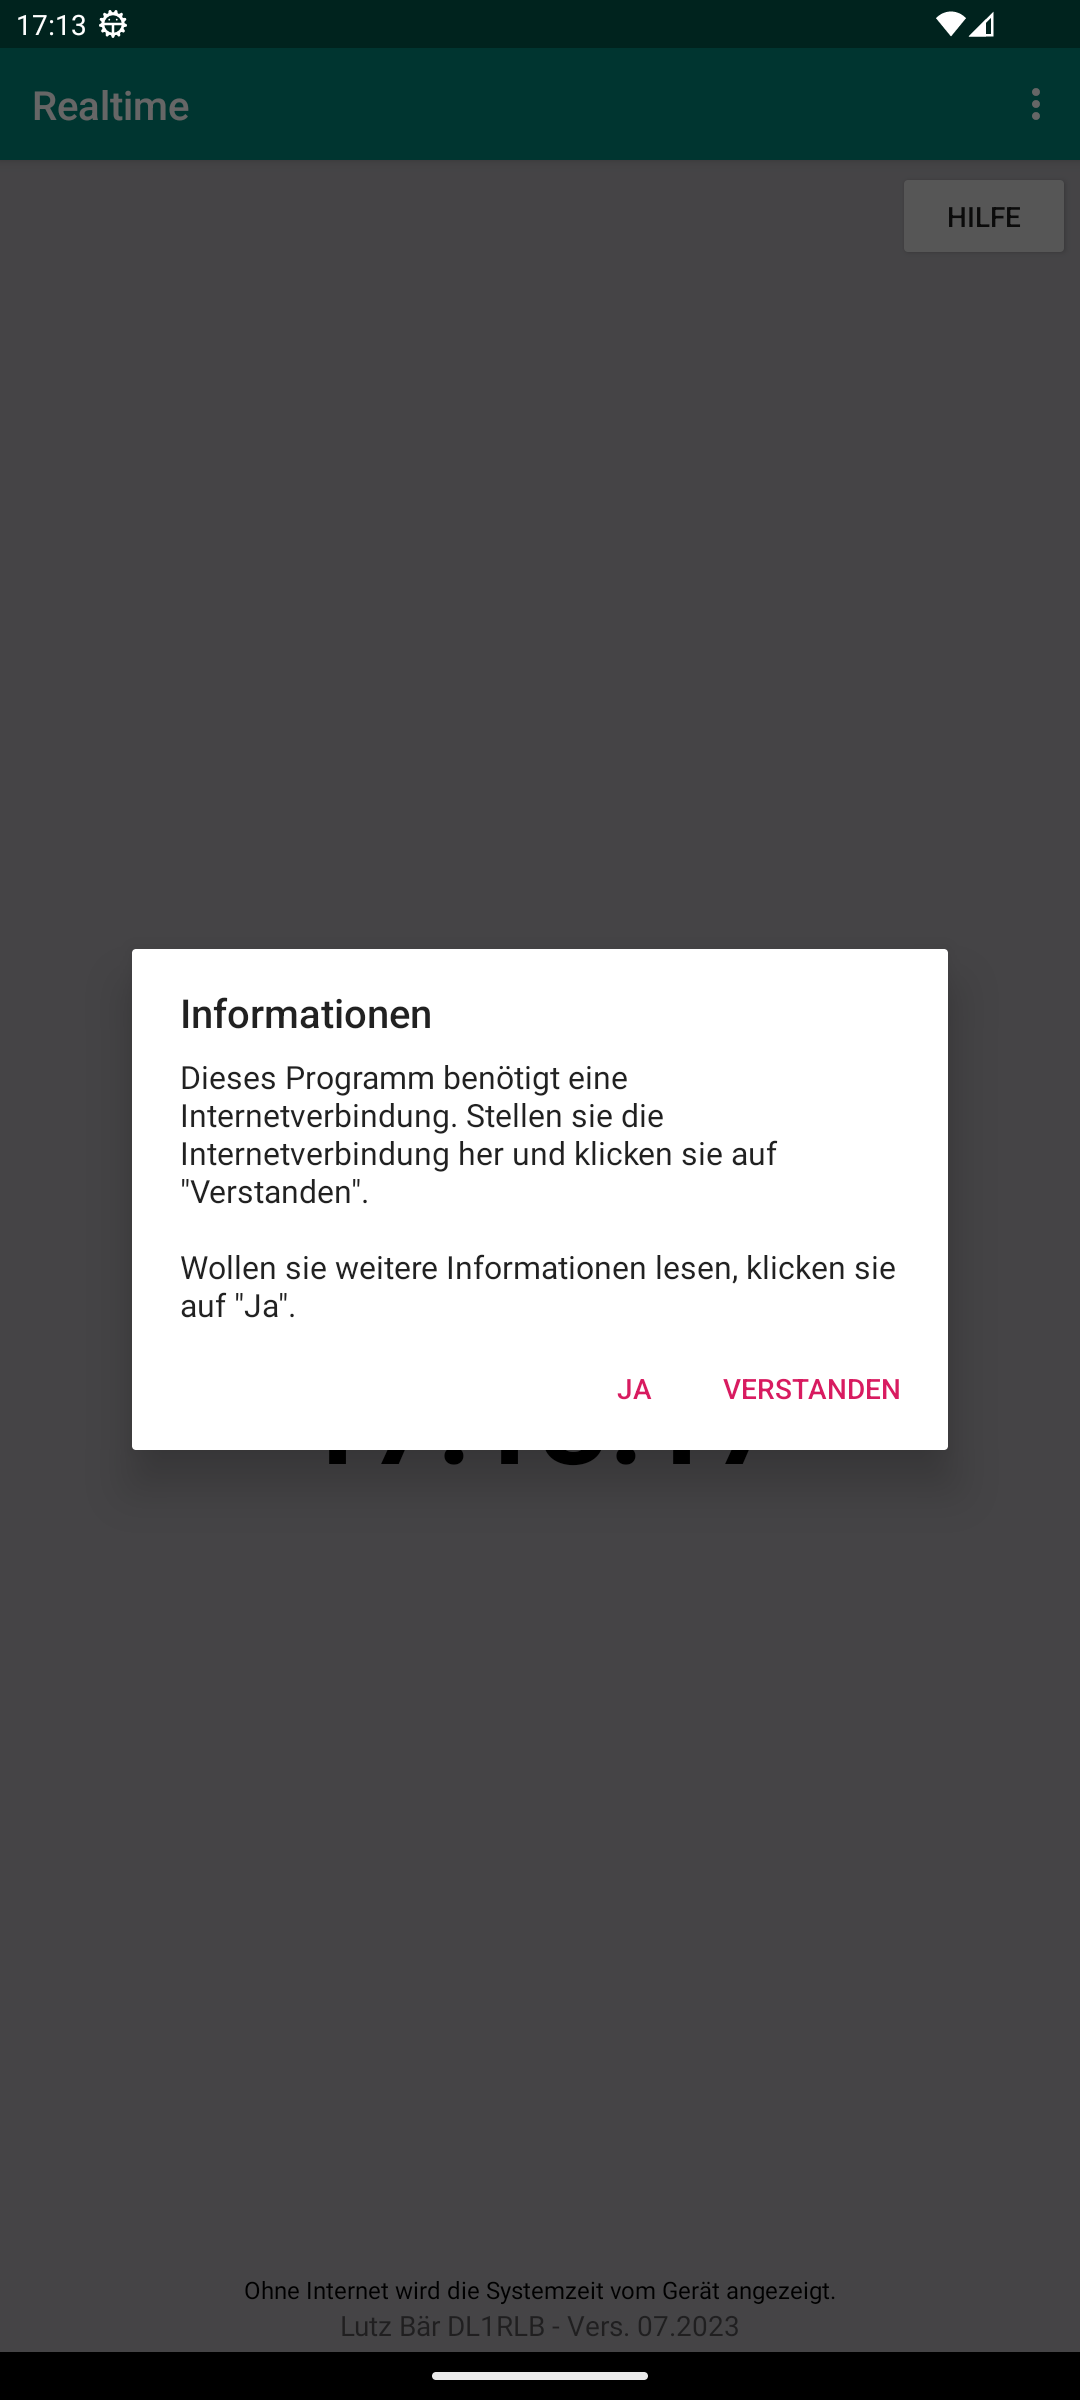 17:13
Realtime
HILFE
Informationen
Dieses Programm benötigt eine
Internetverbindung. Stellen sie die
Internetverbindung her und klicken sie auf
"Verstanden".
Wollen sie weitere Informationen lesen, klicken sie
auf "Ja".
JA
VERSTANDEN
Ohne Internet wird die Systemzeit vom Gerät angezeigt.
Lutz Bär DL1RLB - Vers. 07.2023